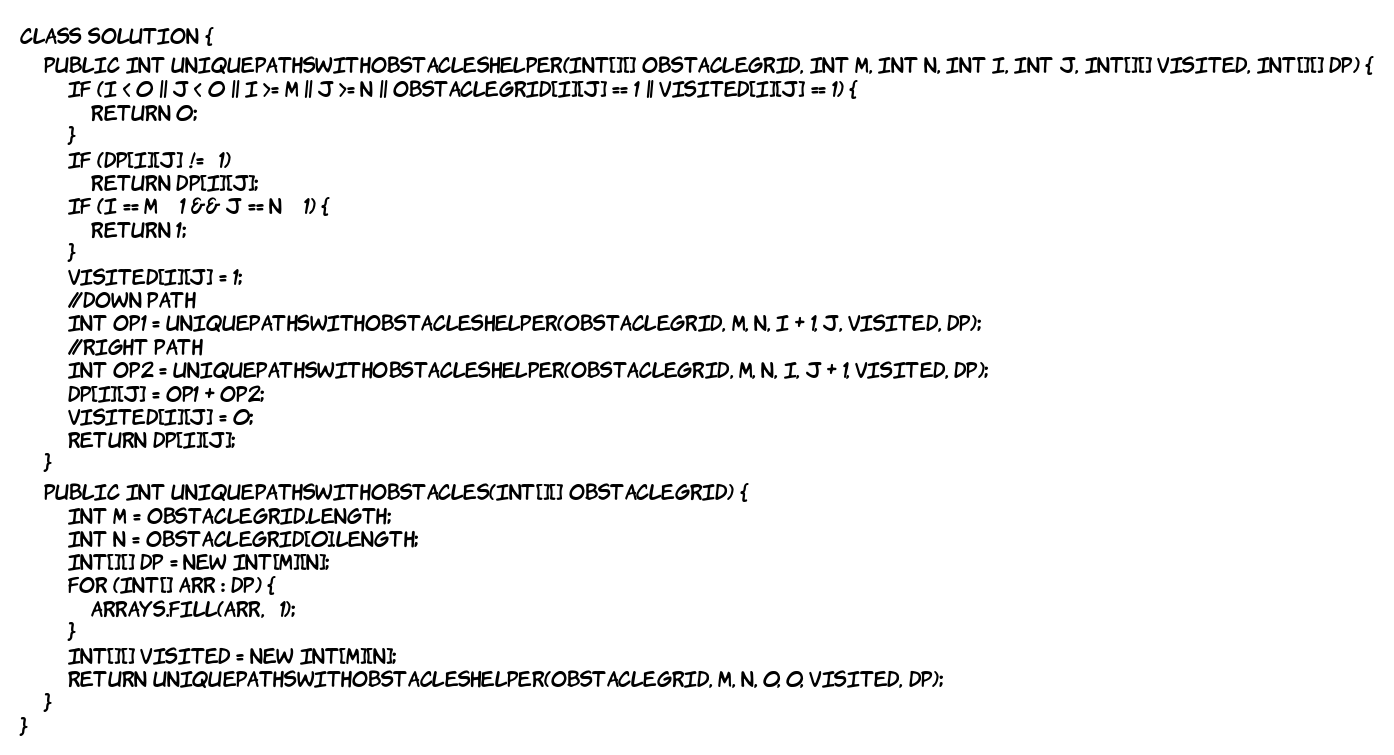 CLASS SOLUTION {
PUBLIC INT UNIQUEPATHSWITHOBSTACLESHELPER(INT[][] OBSTACLEGRID, INT M, INT N, INT I, INT J, INT[][] VISITED, INT[][] DP) {
IF (I < 0 || J < 0 || I >= M || J >= N || OBSTACLEGRID[I][J] == 1 || VISITED[I][J] == 1) {
RETURN 0;
}
IF (DP[I][J] != 1)
RETURN DP[I][J];
IF (I == M 1 && J == N 1) {
RETURN 1;
}
VISITED[I][J] = 1;
//DOWN PATH
INT OP1 = UNIQUEPATHSWITHOBSTACLESHELPER(OBSTACLEGRID, M, N, I + 1, J, VISITED, DP);
//RIGHT PATH
INT OP2 = UNIQUEPATHSWITHOBSTACLESHELPER(OBSTACLEGRID, M, N, I, J + 1, VISITED, DP);
DP[I][J] = OP1 + OP2;
VISITED[I][J] = 0;
RETURN DP[I][J];
}
PUBLIC INT UNIQUEPATHSWITHOBSTACLES(INT[][] OBSTACLEGRID) {
INT M = OBSTACLEGRID.LENGTH;
INT N = OBSTACLEGRID[0].LENGTH;
INT[][] DP = NEW INT[M][N];
FOR (INT[] ARR : DP) {
ARRAYS.FILL(ARR, 1);
}
INT[][] VISITED = NEW INT[M][N];
RETURN UNIQUEPATHSWITHOBSTACLESHELPER(OBSTACLEGRID, M, N, 0, 0, VISITED, DP);
}
}